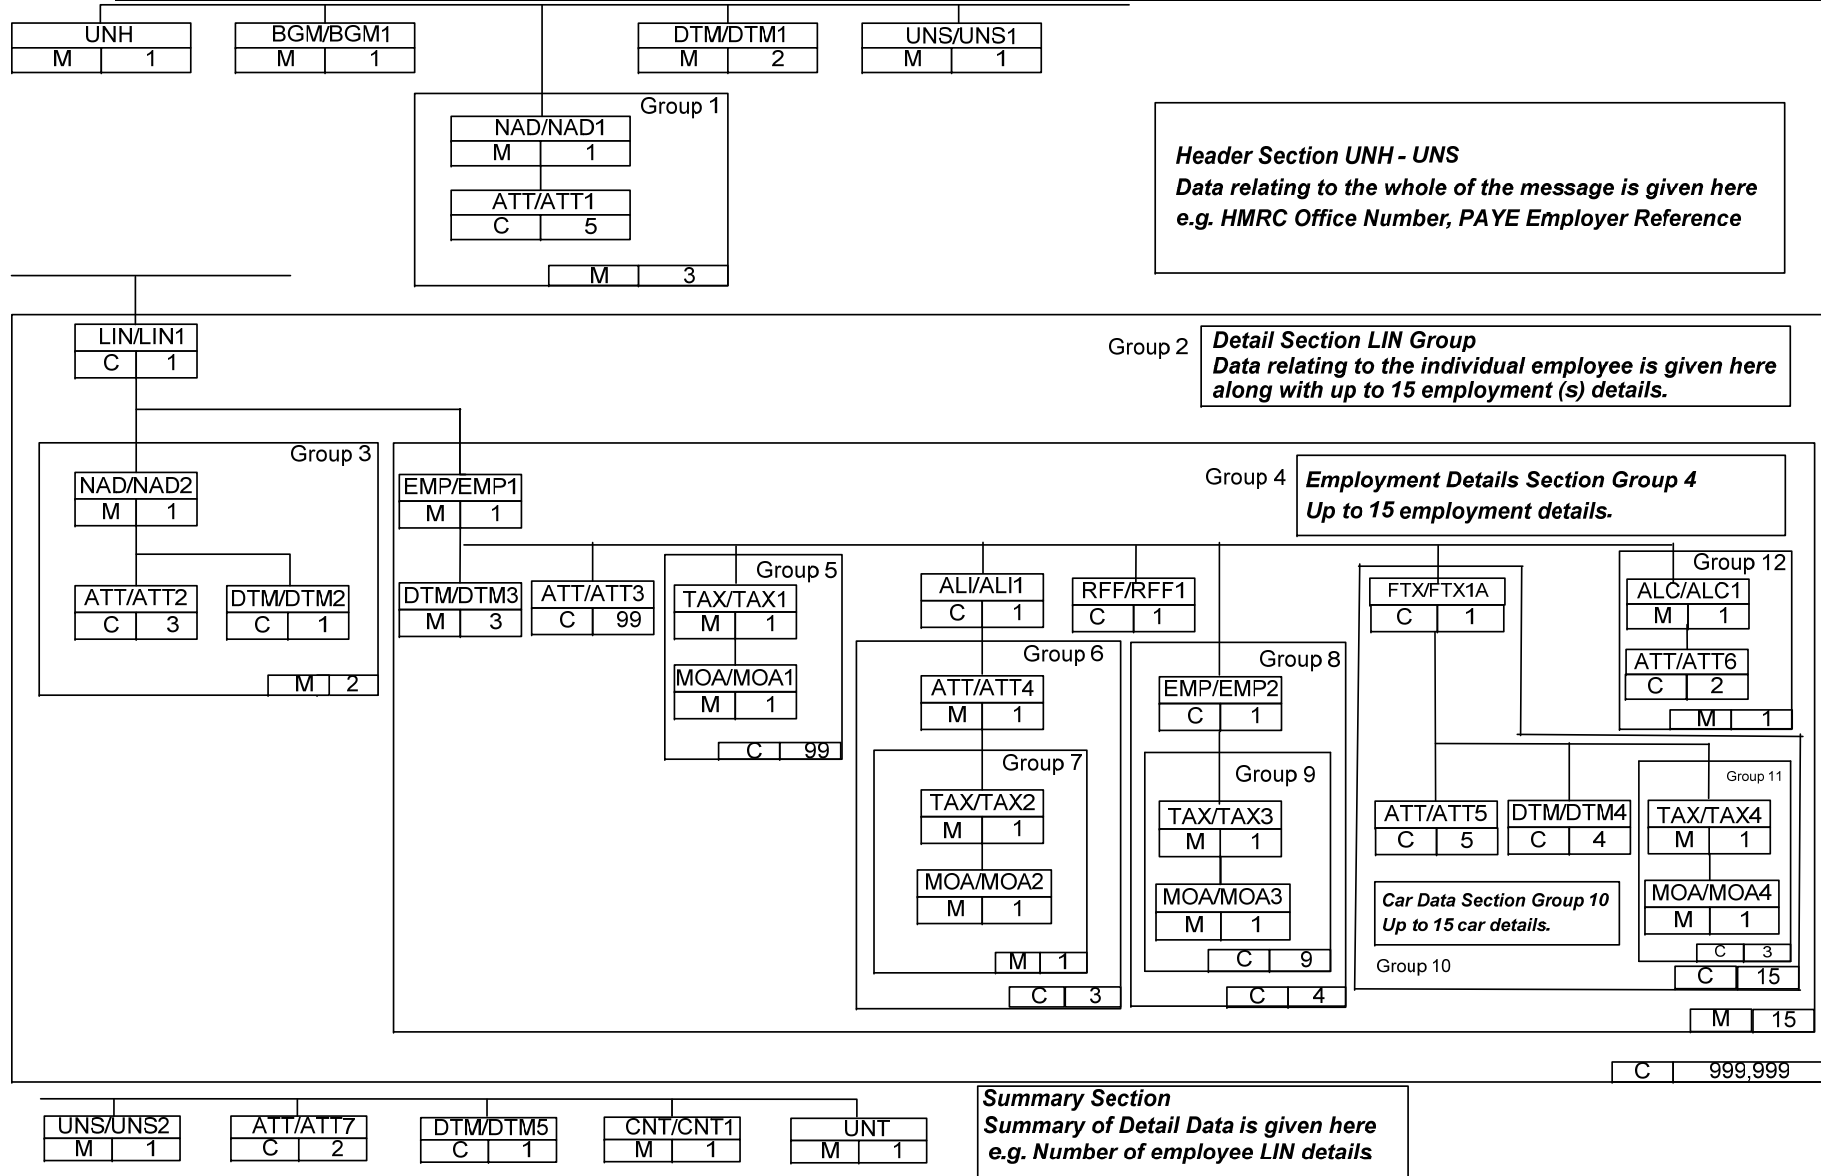 UNH
M 1
BGM/BGM1
M 1
DTM/DTM1
M 2
UNS/UNS1
M 1
Group 1
NAD/NAD1
M 1
ATT/ATT1
C 5
M 3
Header Section UNH - UNS
Data relating to the whole of the message is given here
e.g. HMRC Office Number, PAYE Employer Reference
LIN/LIN1
C 1
Group 2
Detail Section LIN Group
Data relating to the individual employee is given here
along with up to 15 employment (s) details.
Group 3
NAD/NAD2
M 1
ATT/ATT2
C 3
DTM/DTM2
C 1
M 2
Group 4
Employment Details Section Group 4
Up to 15 employment details.
EMP/EMP1
M 1
DTM/DTM3
M 3
ATT/ATT3
C 99
Group 5
TAX/TAX1
M 1
MOA/MOA1
M 1
C 99
ALI/ALI1
C 1
Group 6
ATT/ATT4
M 1
Group 7
TAX/TAX2
M 1
MOA/MOA2
M 1
M 1
C 3
RFF/RFF1
C 1
Group 8
EMP/EMP2
C 1
Group 9
TAX/TAX3
M 1
MOA/MOA3
M 1
C 9
C 4
FTX/FTX1A
C 1
ATT/ATT5
C 5
DTM/DTM4
C 4
Group 11
TAX/TAX4
M 1
MOA/MOA4
M 1
C 3
Car Data Section Group 10
Up to 15 car details.
Group 10
C 15
Group 12
ALC/ALC1
M 1
ATT/ATT6
C 2
M 1
M 15
C 999,999
UNS/UNS2
M 1
ATT/ATT7
C 2
DTM/DTM5
C 1
CNT/CNT1
M 1
UNT
M 1
Summary Section
Summary of Detail Data is given here
e.g. Number of employee LIN details